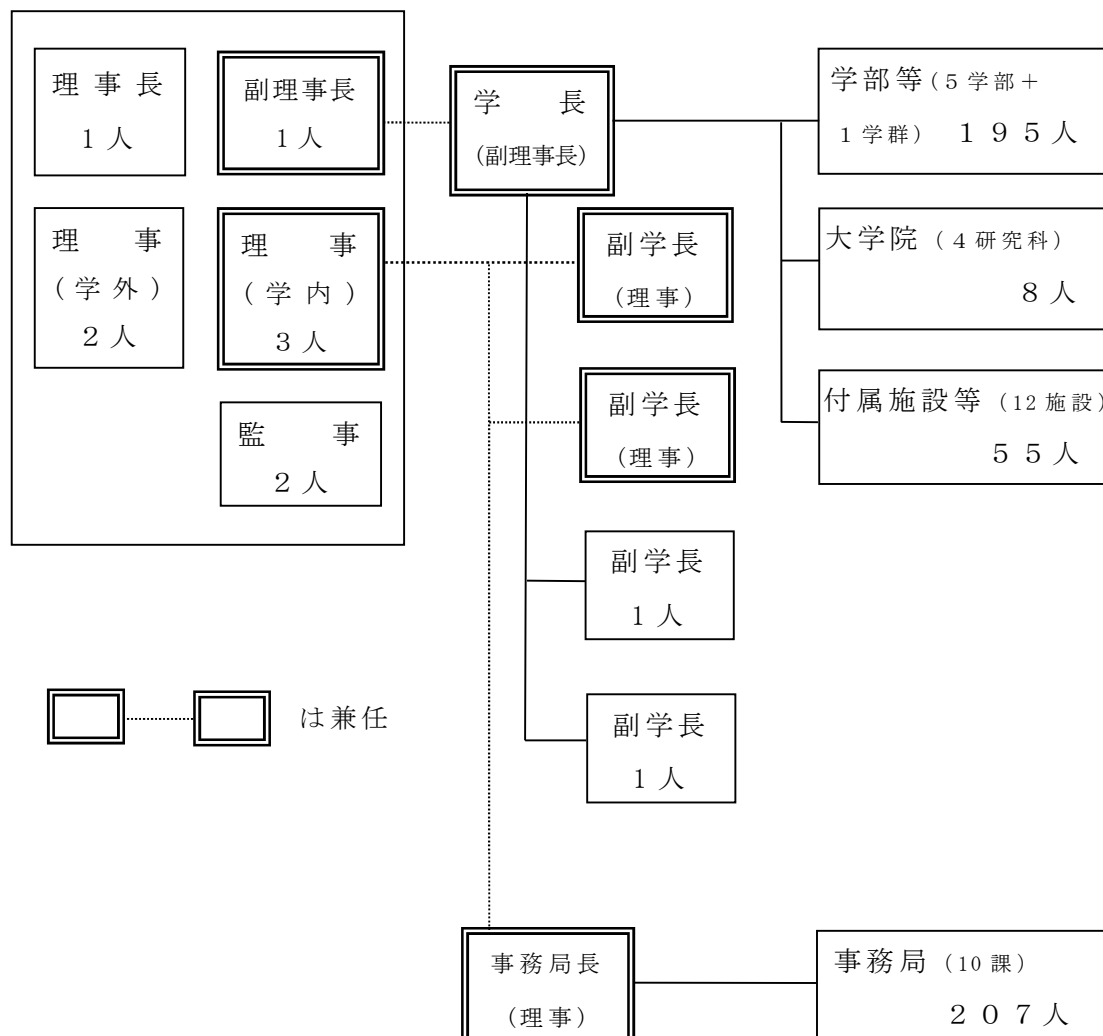 理事長
１人
副理事長
１人
学　長
(副理事長)
学部等(５学部＋
１学群)　１９５人
理　事
(学外)
２人
理　事
(学内)
３人
副学長
(理事)
大学院（４研究科）
８人
副学長
(理事)
付属施設等（12施設）
５５人
監　事
２人
副学長
１人
は兼任
副学長
１人
事務局長
(理事)
事務局（10課）
２０７人